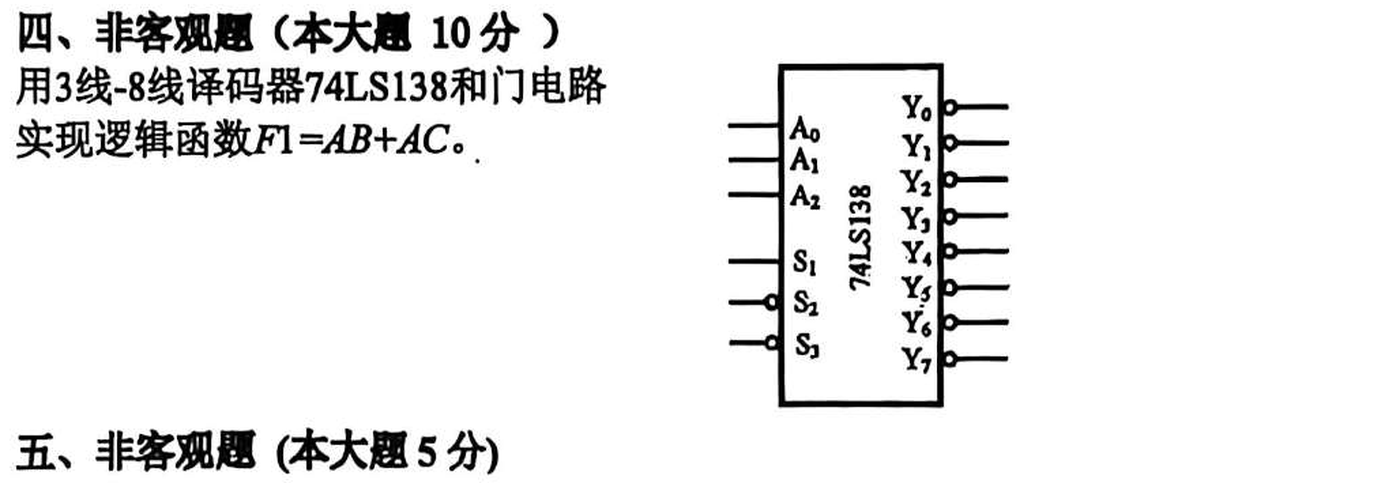 四、非客观题（本大题 10分 ）
用3线-8线译码器74LS138和门电路
实现逻辑函数F1=AB+AC。
A0
A1
A2
S1
S2
S3
74LS138
Y0
Y1
Y2
Y3
Y4
Y5
Y6
Y7
五、非客观题 (本大题 5 分)